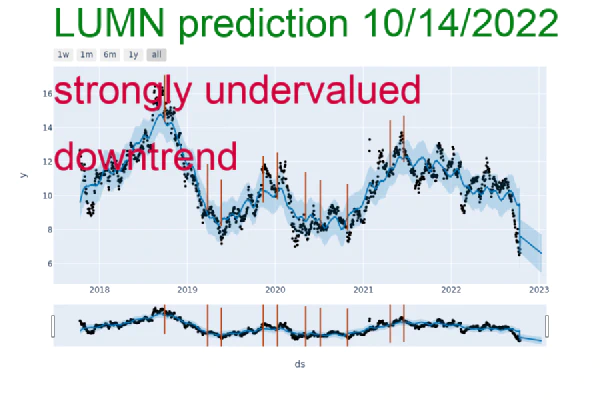 LUMN prediction 10/14/2022
1w 1m 6m 1y all
strongly undervalued
downtrend
16
14
12
10
8
6
y
2018 2019 2020 2021 2022 2023
ds